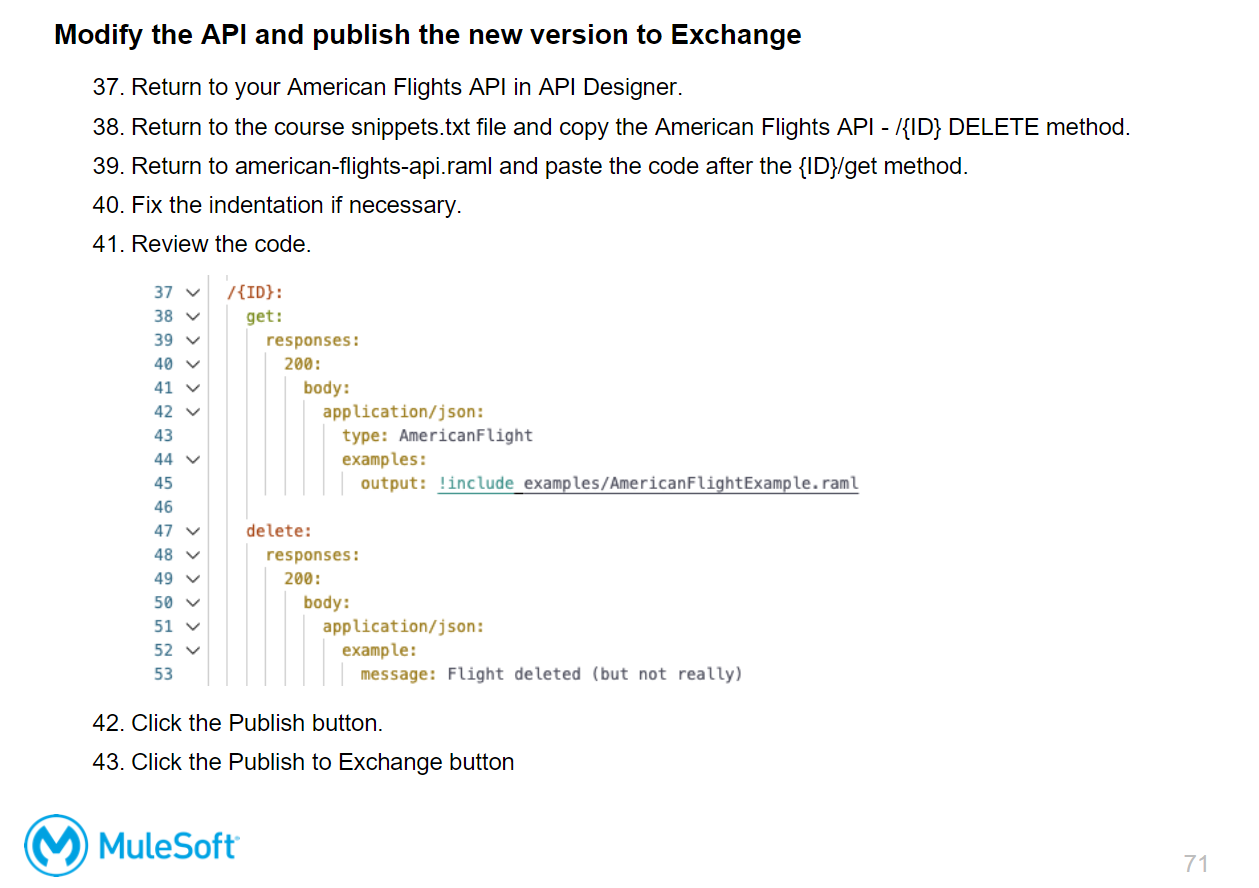 Modify the API and publish the new version to Exchange
37. Return to your American Flights API in API Designer.
38. Return to the course snippets.txt file and copy the American Flights API - /{ID} DELETE method.
39. Return to american-flights-api.raml and paste the code after the {ID}/get method.
40. Fix the indentation if necessary.
41. Review the code.
37 /{ID}:
38 get:
39 responses:
40 200:
41 body:
42 application/json:
43 type: AmericanFlight
44 examples:
45 output: !include examples/AmericanFlightExample.raml
46
47 delete:
48 responses:
49 200:
50 body:
51 application/json:
52 example:
53 message: Flight deleted (but not really)
42. Click the Publish button.
43. Click the Publish to Exchange button
MuleSoft
71